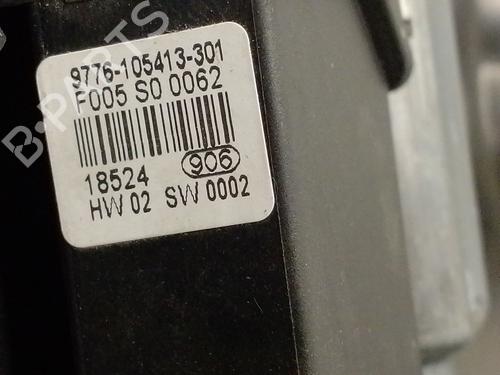 9776-105413-301
F005 S0 0062
18524 906
HW 02 SW 0002
B-PARTS